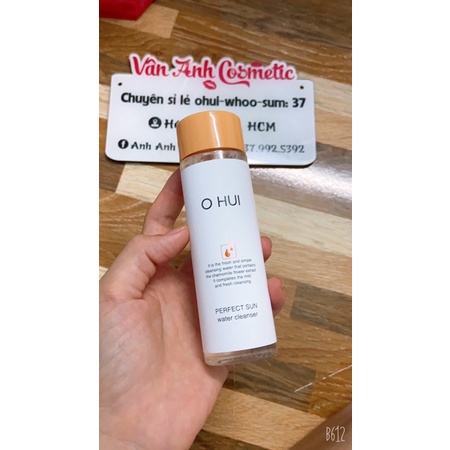 Vân Anh Cosmetic
Chuyên sỉ lẻ ohui-whoo-sum: 37
HCM
Anh Anh
37.992.5392
O HUI
It is the fresh and simple
cleansing water that contains
the chamomile flower extract
It completes the mild
and fresh cleansing
PERFECT SUN
water cleanser
B612